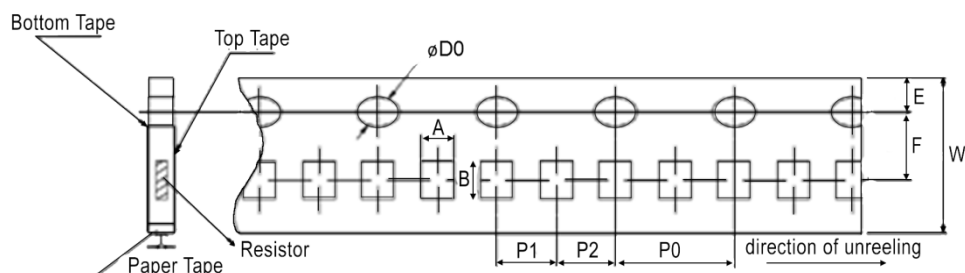 Bottom Tape
Top Tape
øD0
E
A
F
W
B
Resistor
P1
P2
P0
direction of unreeling
Paper Tape